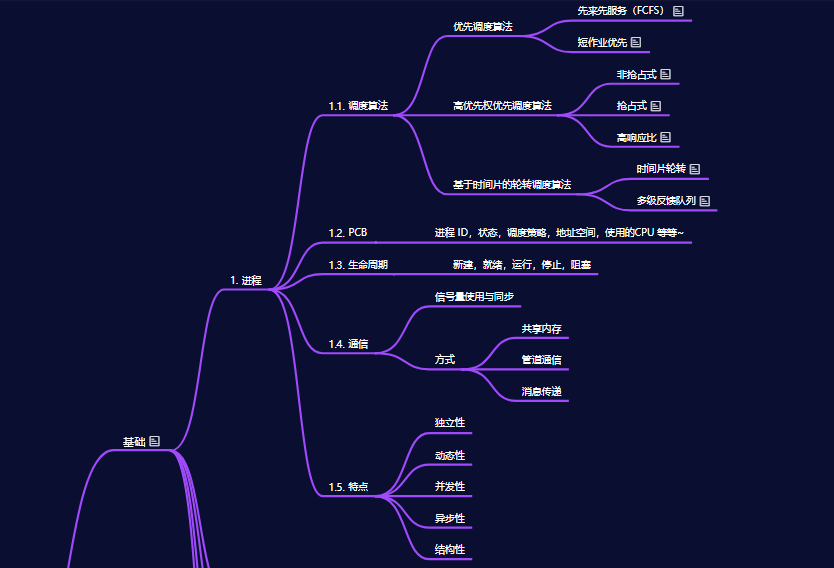 优先调度算法
先来先服务（FCFS）
短作业优先
1.1. 调度算法
高优先权优先调度算法
非抢占式
抢占式
高响应比
基于时间片的轮转调度算法
时间片轮转
多级反馈队列
1.2. PCB
进程 ID，状态，调度策略，地址空间，使用的CPU 等等~
1.3. 生命周期
新建，就绪，运行，停止，阻塞
1. 进程
1.4. 通信
信号量使用与同步
方式
共享内存
管道通信
消息传递
基础
1.5. 特点
独立性
动态性
并发性
异步性
结构性